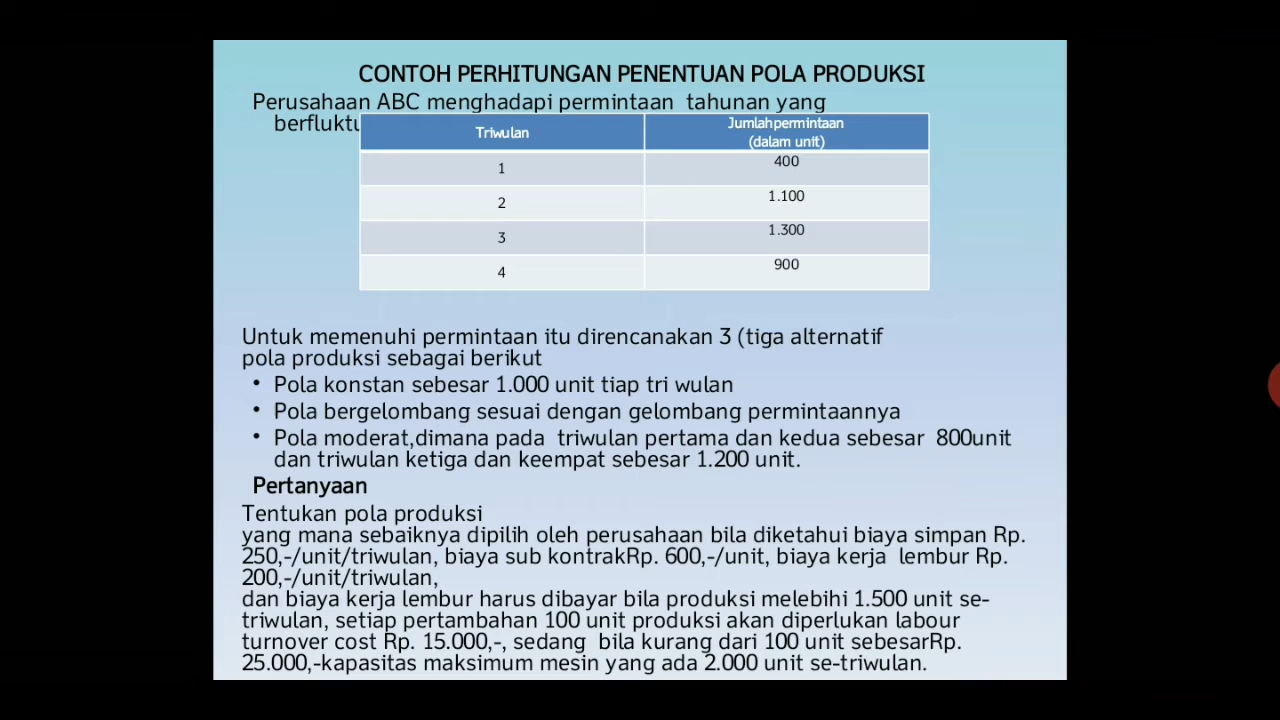 CONTOH PERHITUNGAN PENENTUAN POLA PRODUKSI
Perusahaan ABC menghadapi permintaan tahunan yang
Triwulan
Jumlahpermintaan
(dalam unit)
1
400
2
1.100
3
1.300
4
900
Untuk memenuhi permintaan itu direncanakan 3 (tiga alternatif
pola produksi sebagai berikut
• Pola konstan sebesar 1.000 unit tiap tri wulan
• Pola bergelombang sesuai dengan gelombang permintaannya
• Pola moderat,dimana pada triwulan pertama dan kedua sebesar 800unit
dan triwulan ketiga dan keempat sebesar 1.200 unit.
Pertanyaan
Tentukan pola produksi
yang mana sebaiknya dipilih oleh perusahaan bila diketahui biaya simpan Rp.
250,-/unit/triwulan, biaya sub kontrakRp. 600,-/unit, biaya kerja lembur Rp.
200,-/unit/triwulan,
dan biaya kerja lembur harus dibayar bila produksi melebihi 1.500 unit se-
triwulan, setiap pertambahan 100 unit produksi akan diperlukan labour
turnover cost Rp. 15.000,-, sedang bila kurang dari 100 unit sebesarRp.
25.000,-kapasitas maksimum mesin yang ada 2.000 unit se-triwulan.